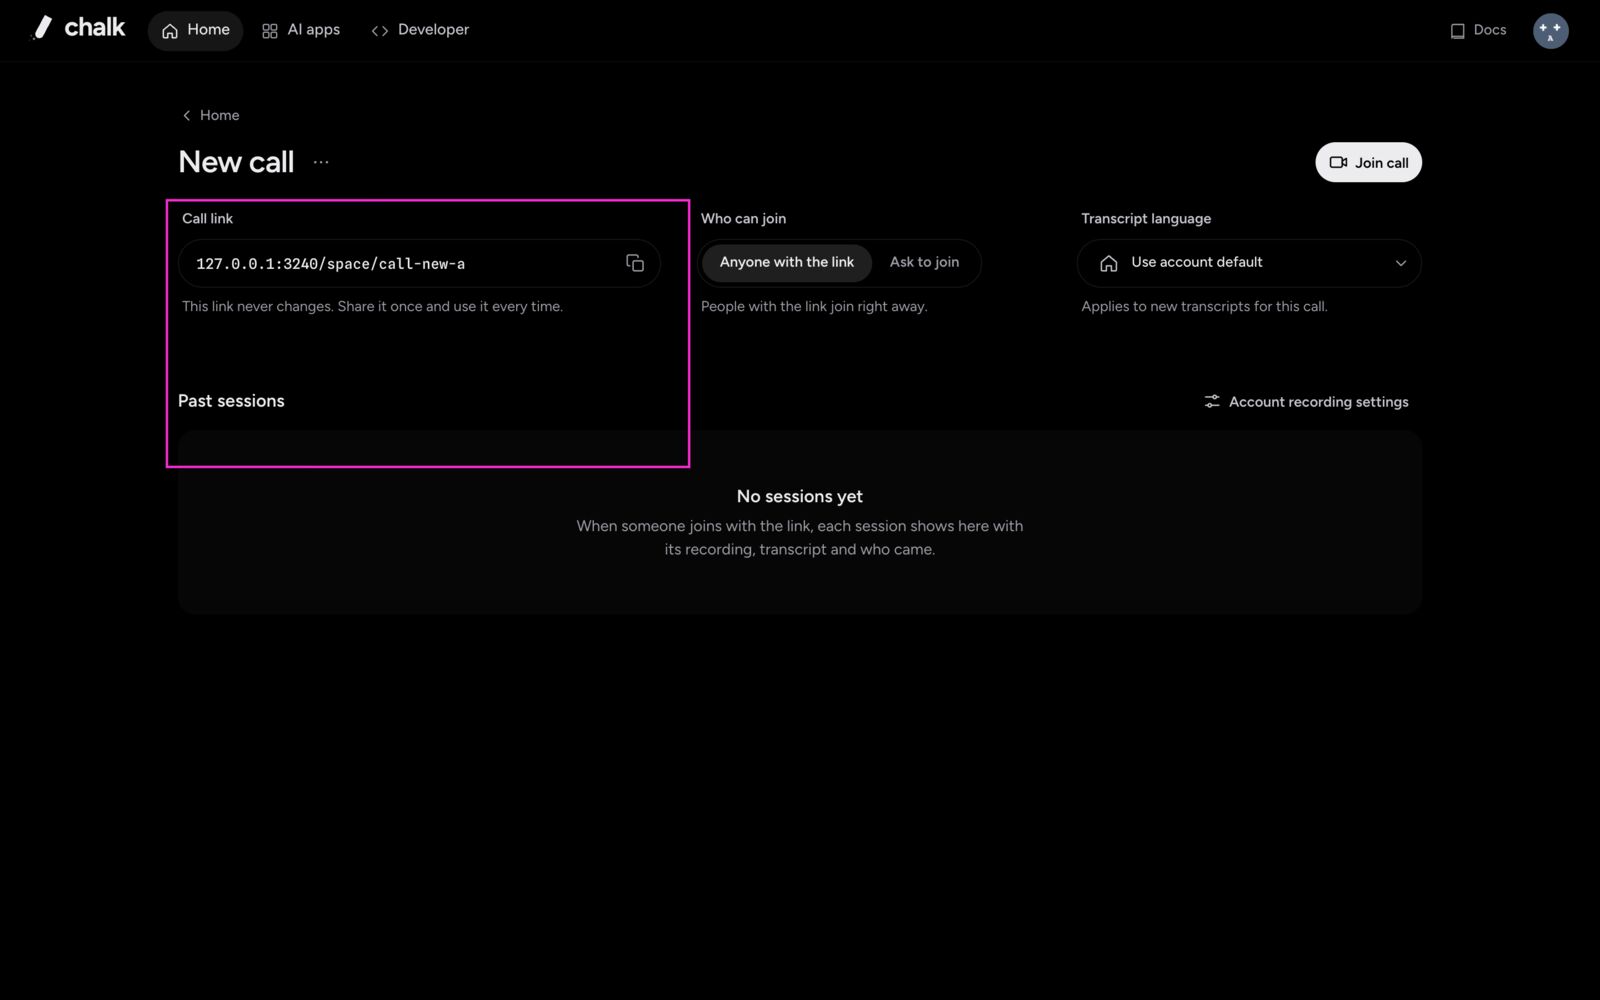 chalk
Home
AI apps
Developer
Docs
Home
New call
Join call
Call link
Who can join
Transcript language
127.0.0.1:3240/space/call-new-a
Anyone with the link
Ask to join
Use account default
This link never changes. Share it once and use it every time.
People with the link join right away.
Applies to new transcripts for this call.
Past sessions
Account recording settings
No sessions yet
When someone joins with the link, each session shows here with
its recording, transcript and who came.